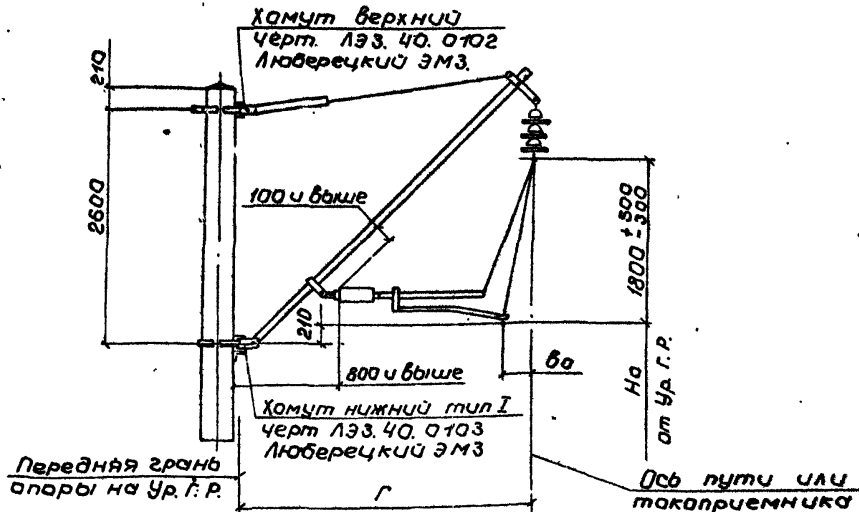 Хомут верхний
черт. ЛЭЗ. 40. 0102
Люберецкий ЭМЗ.
210
2600
100 и выше
1800 +500 -300
210
800 и выше
ва
Но
от Ур. Г.Р.
Хомут нижний тип I
черт ЛЭЗ. 40. 0103
Люберецкий ЭМЗ
Передняя грань
опоры на Ур. Г. Р.
Г
Ось пути или
токоприемника